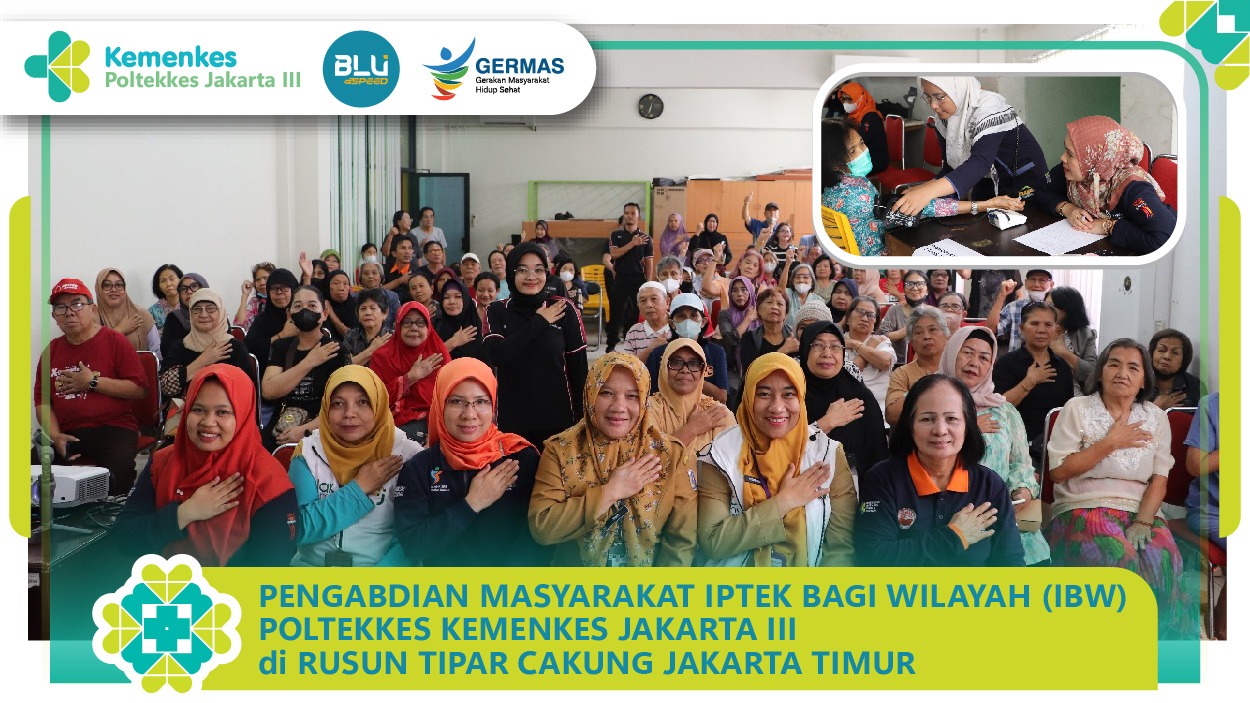 Kemenkes
Poltekkes Jakarta III
BLU
SPEED
GERMAS
Gerakan Masyarakat
Hidup Sehat
PENGABDIAN MASYARAKAT IPTEK BAGI WILAYAH (IBW)
POLTEKKES KEMENKES JAKARTA III
di RUSUN TIPAR CAKUNG JAKARTA TIMUR